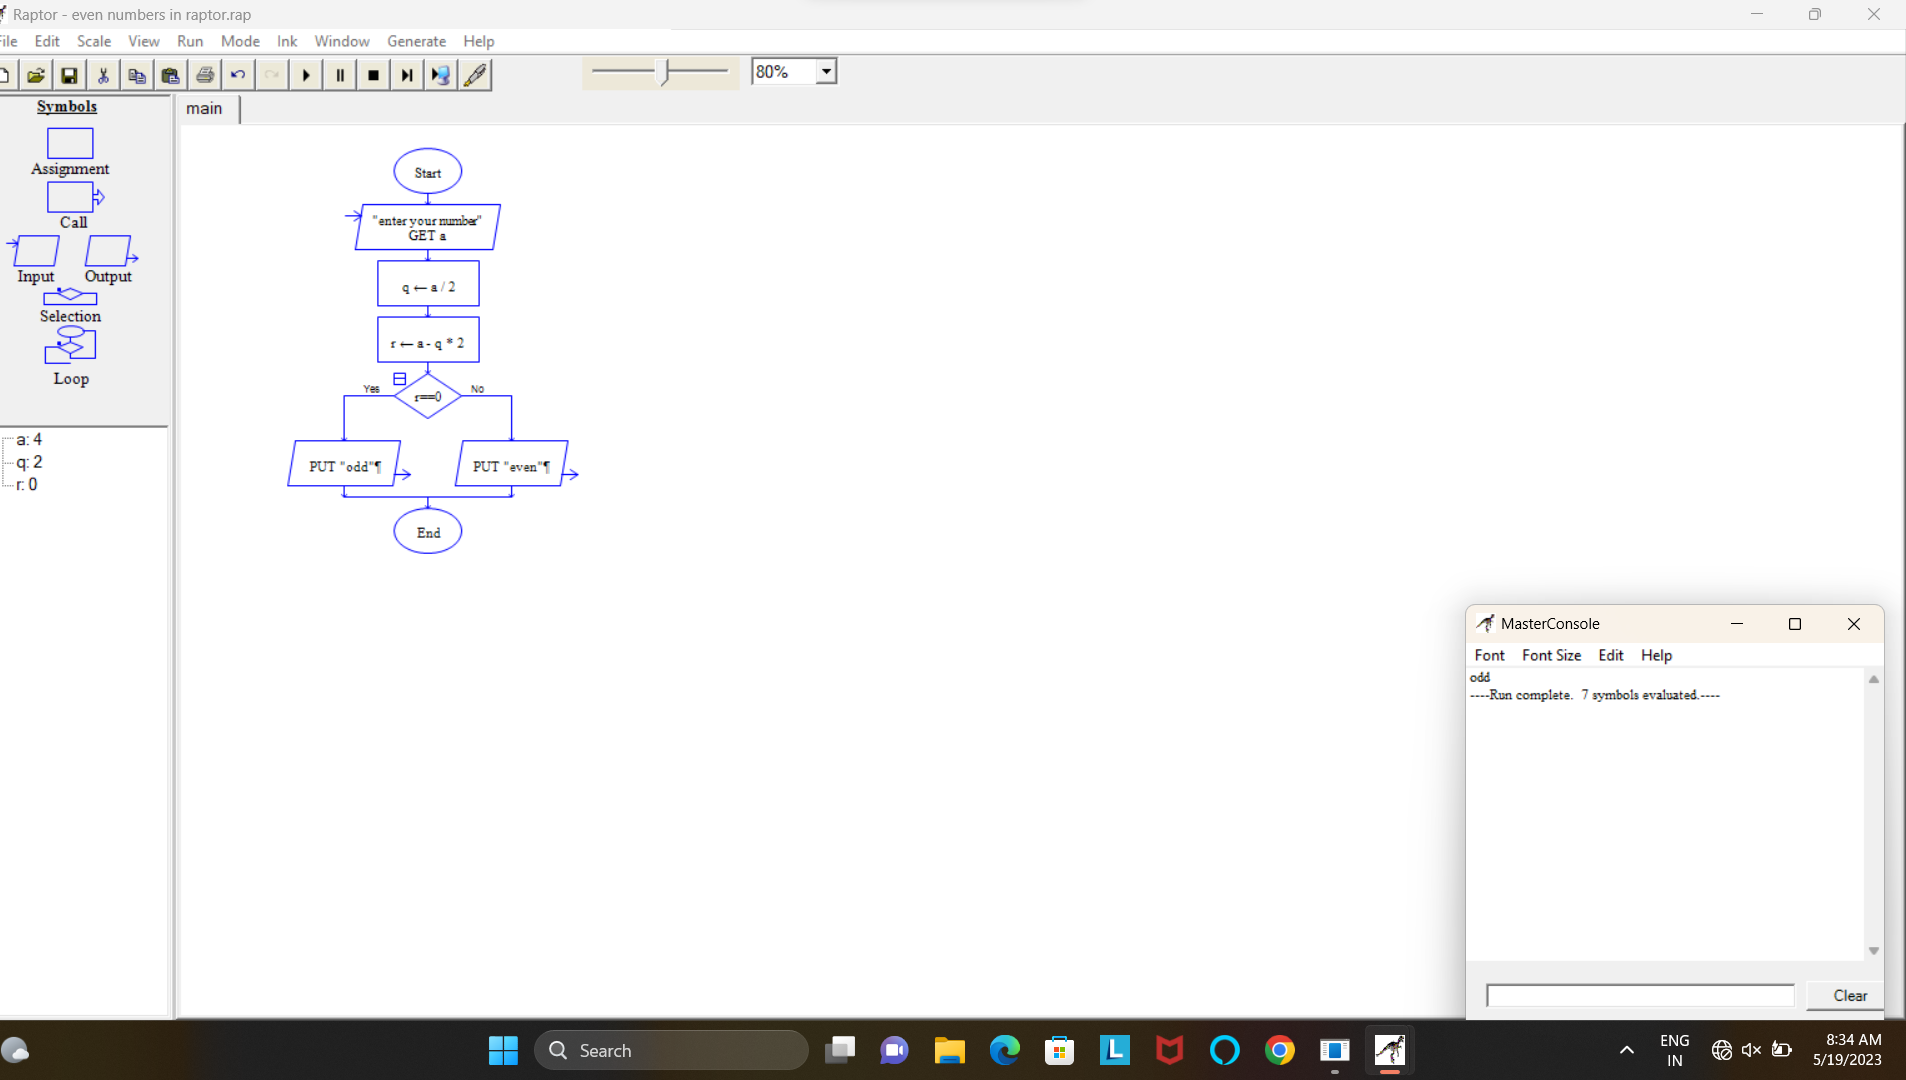 Raptor - even numbers in raptor.rap
File Edit Scale View Run Mode Ink Window Generate Help
80%
Symbols
Assignment
Call
Input Output
Selection
Loop
a: 4
q: 2
r: 0
main
Start
"enter your number"
GET a
q ← a / 2
r ← a - q * 2
Yes No
r==0
PUT "odd"¶ PUT "even"¶
End
MasterConsole
Font Font Size Edit Help
odd
----Run complete. 7 symbols evaluated.----
Clear
Search
ENG
IN
8:34 AM
5/19/2023